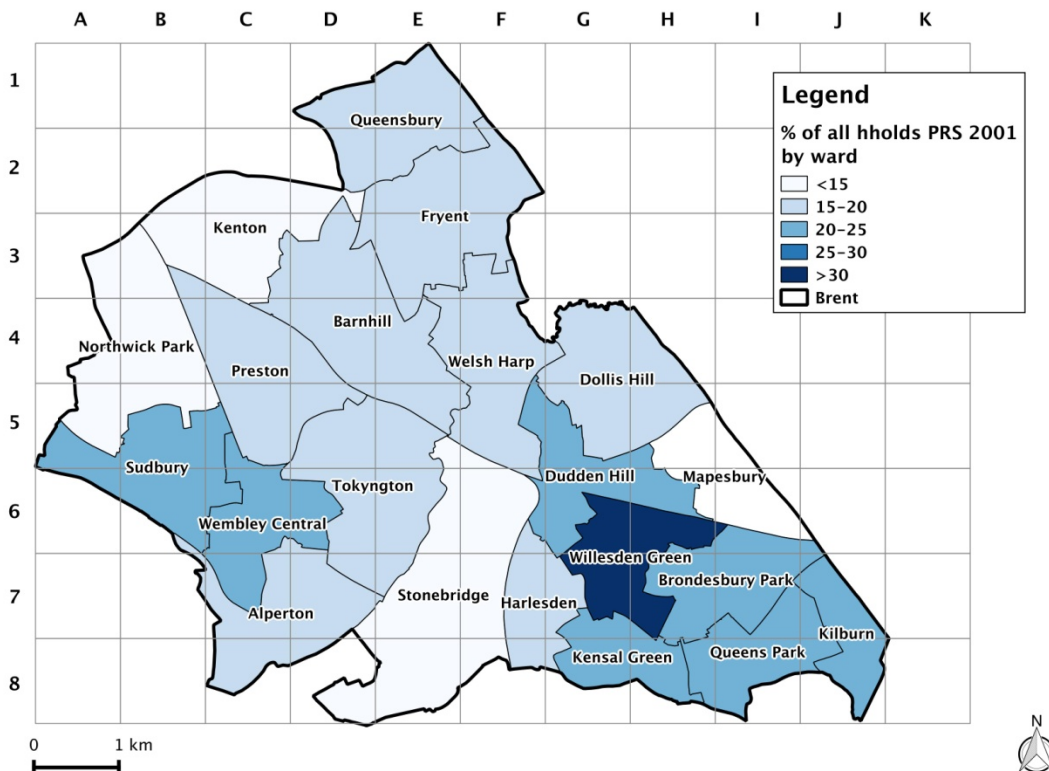 A B C D E F G H I J K
1
2
3
4
5
6
7
8
Legend
% of all hholds PRS 2001
by ward
<15
15–20
20–25
25–30
>30
Brent
Queensbury
Fryent
Kenton
Barnhill
Northwick Park
Preston
Welsh Harp
Dollis Hill
Sudbury
Dudden Hill
Mapesbury
Tokyngton
Wembley Central
Willesden Green
Brondesbury Park
Stonebridge
Harlesden
Alperton
Kilburn
Kensal Green
Queens Park
0 1 km
N